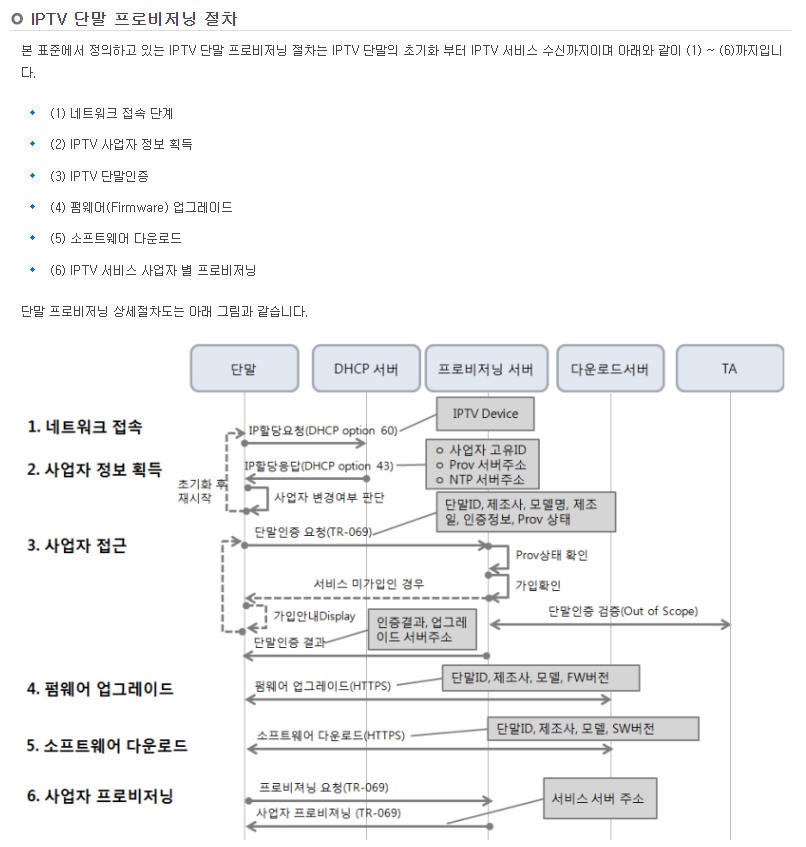 IPTV 단말 프로비저닝 절차
본 표준에서 정의하고 있는 IPTV 단말 프로비저닝 절차는 IPTV 단말의 초기화 부터 IPTV 서비스 수신까지이며 아래와 같이 (1) ~ (6)까지입니
다.
(1) 네트워크 접속 단계
(2) IPTV 사업자 정보 획득
(3) IPTV 단말인증
(4) 펌웨어(Firmware) 업그레이드
(5) 소프트웨어 다운로드
(6) IPTV 서비스 사업자 별 프로비저닝
단말 프로비저닝 상세절차도는 아래 그림과 같습니다.
단말
DHCP 서버
프로비저닝 서버
다운로드서버
TA
1. 네트워크 접속
IP할당요청(DHCP option 60)
IPTV Device
2. 사업자 정보 획득
IP할당응답(DHCP option 43)
사업자 고유ID
Prov 서버주소
NTP 서버주소
초기화 후
재시작
사업자 변경여부 판단
단말ID, 제조사, 모델명, 제조
일, 인증정보, Prov 상태
3. 사업자 접근
단말인증 요청(TR-069)
Prov상태 확인
서비스 미가입인 경우
가입확인
가입안내Display
인증결과, 업그레
이드 서버주소
단말인증 검증(Out of Scope)
단말인증 결과
4. 펌웨어 업그레이드
펌웨어 업그레이드(HTTPS)
단말ID, 제조사, 모델, FW버전
5. 소프트웨어 다운로드
소프트웨어 다운로드(HTTPS)
단말ID, 제조사, 모델, SW버전
6. 사업자 프로비저닝
프로비져닝 요청(TR-069)
서비스 서버 주소
사업자 프로비져닝 (TR-069)